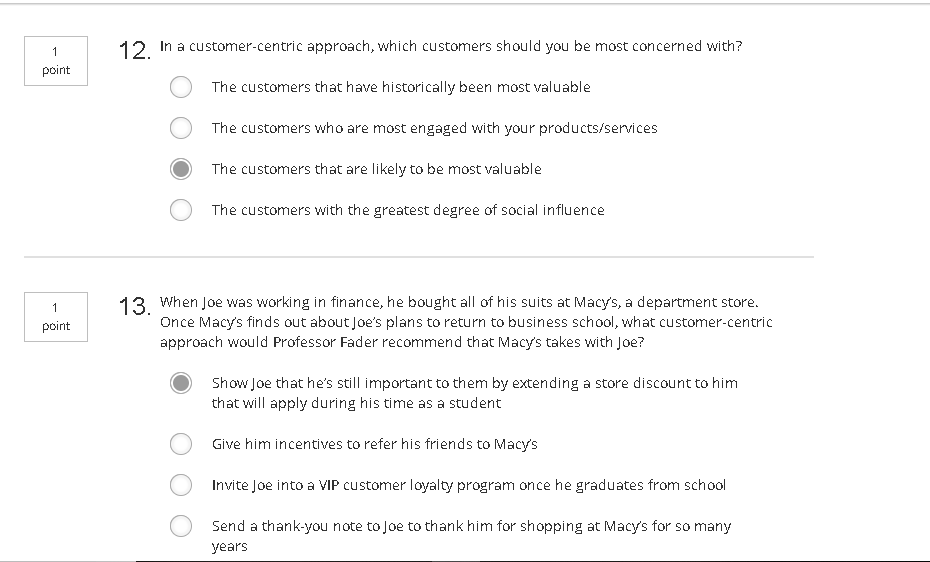 1
point
12. In a customer-centric approach, which customers should you be most concerned with?
The customers that have historically been most valuable
The customers who are most engaged with your products/services
The customers that are likely to be most valuable
The customers with the greatest degree of social influence
1
point
13. When Joe was working in finance, he bought all of his suits at Macy's, a department store.
Once Macy's finds out about Joe's plans to return to business school, what customer-centric
approach would Professor Fader recommend that Macy's takes with Joe?
Show Joe that he's still important to them by extending a store discount to him
that will apply during his time as a student
Give him incentives to refer his friends to Macy's
Invite Joe into a VIP customer loyalty program once he graduates from school
Send a thank-you note to Joe to thank him for shopping at Macy's for so many
years